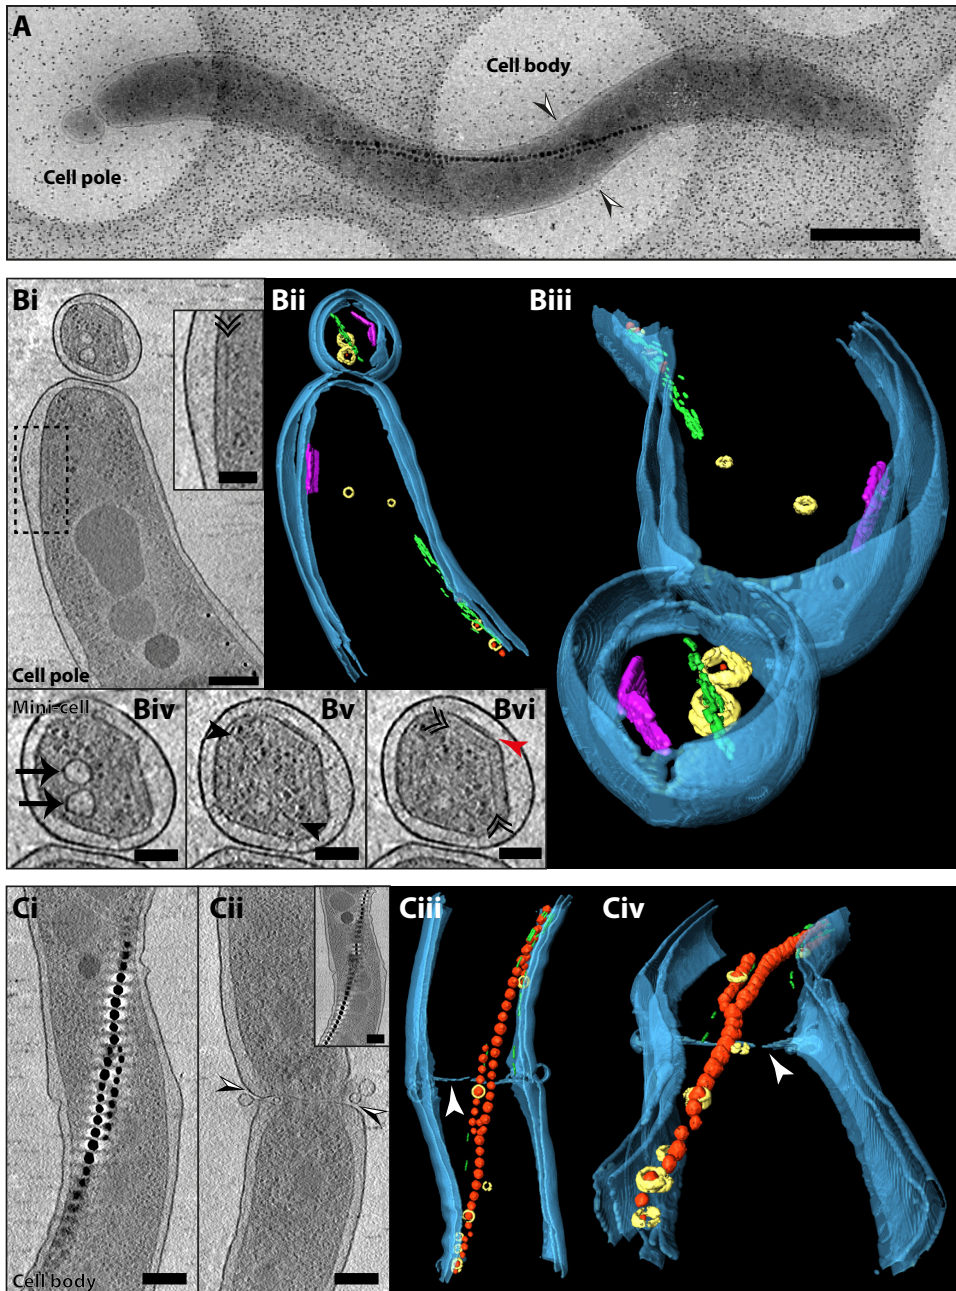 A
Cell body
Cell pole
Bi
Bii
Biii
Cell pole
Mini-cell
Biv
Bv
Bvi
Ci
Cii
Ciii
Civ
Cell body